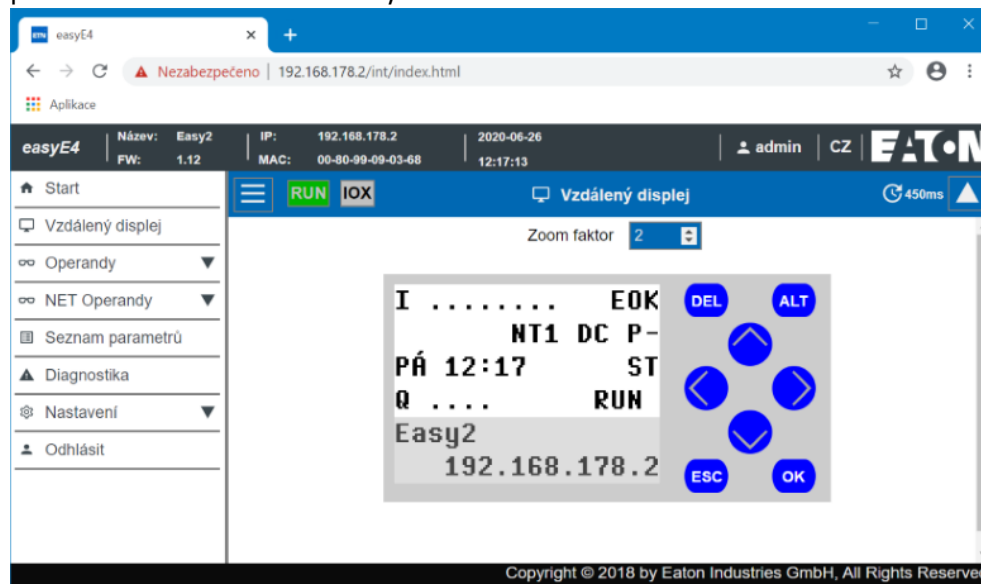 easyE4
Nezabezpečeno | 192.168.178.2/int/index.html
Aplikace
easyE4 Název: Easy2 IP: 192.168.178.2 2020-06-26 admin CZ EATON
FW: 1.12 MAC: 00-80-99-09-03-68 12:17:13
Start
RUN IOX Vzdálený displej 450ms
Vzdálený displej
Zoom faktor 2
Operandy
NET Operandy
Seznam parametrů
Diagnostika
Nastavení
Odhlásit
I ........ EOK
NT1 DC P-
PÁ 12:17 ST
Q .... RUN
Easy2
192.168.178.2
DEL ALT
ESC OK
Copyright © 2018 by Eaton Industries GmbH, All Rights Reserve